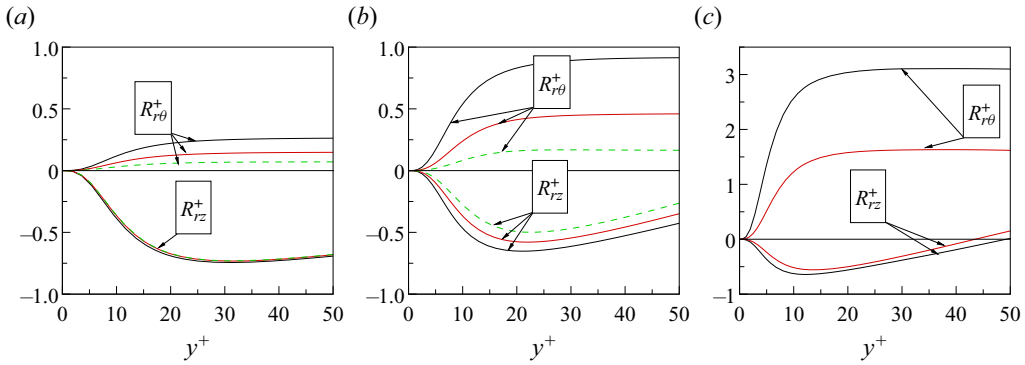 (a) (b) (c)
1.0 1.0 3
0.5 0.5 2
0 0 1
−0.5 −0.5 0
−1.0 −1.0 −1
R⁺rθ R⁺rθ R⁺rθ
R⁺rz R⁺rz R⁺rz
0 10 20 30 40 50 0 10 20 30 40 50 0 10 20 30 40 50
y⁺ y⁺ y⁺